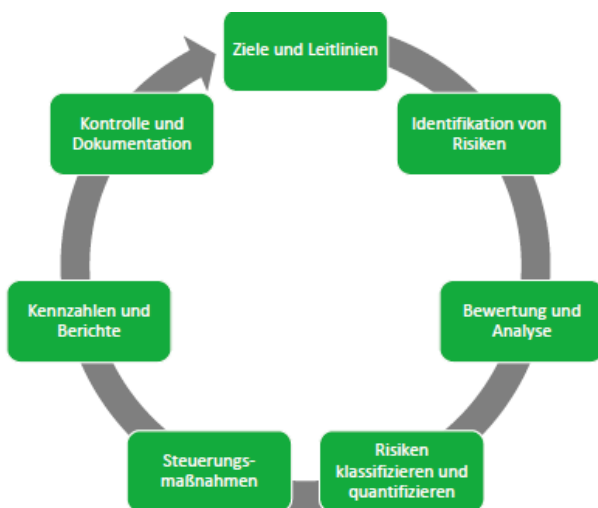 Ziele und Leitlinien
Identifikation von
Risiken
Bewertung und
Analyse
Risiken
klassifizieren und
quantifizieren
Steuerungs-
maßnahmen
Kennzahlen und
Berichte
Kontrolle und
Dokumentation